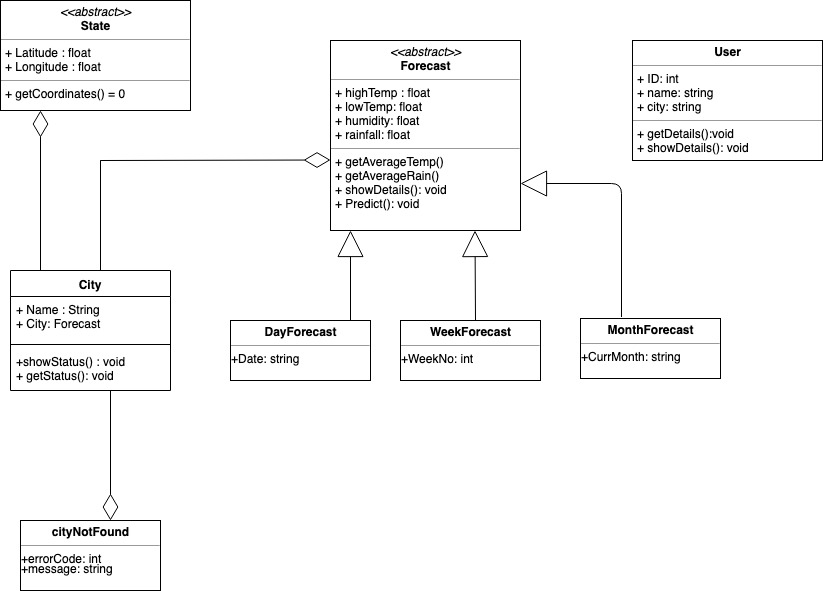 <<abstract>>
State
+ Latitude : float
+ Longitude : float
+ getCoordinates() = 0
<<abstract>>
Forecast
+ highTemp : float
+ lowTemp: float
+ humidity: float
+ rainfall: float
+ getAverageTemp()
+ getAverageRain()
+ showDetails(): void
+ Predict(): void
User
+ ID: int
+ name: string
+ city: string
+ getDetails():void
+ showDetails(): void
City
+ Name : String
+ City: Forecast
+showStatus() : void
+ getStatus(): void
DayForecast
+Date: string
WeekForecast
+WeekNo: int
MonthForecast
+CurrMonth: string
cityNotFound
+errorCode: int
+message: string